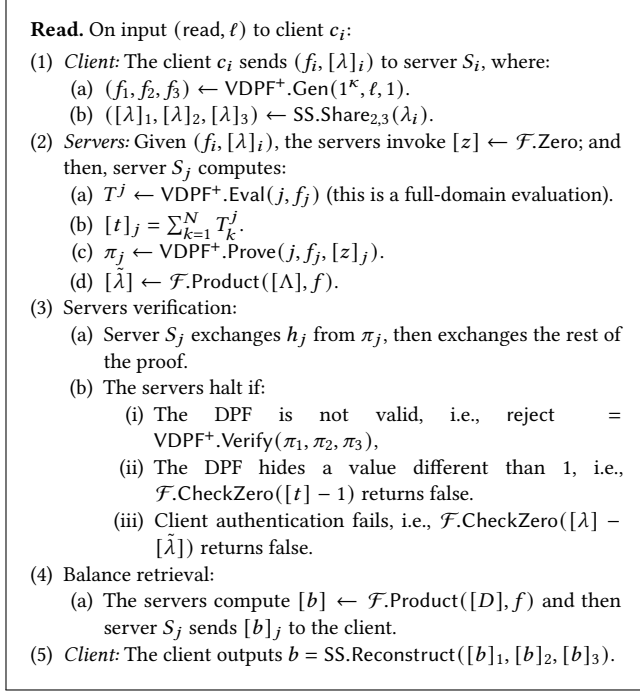 Read. On input (read, ℓ) to client cᵢ:
(1) Client: The client cᵢ sends (fᵢ, [λ]ᵢ) to server Sᵢ, where:
(a) (f₁, f₂, f₃) ← VDPF⁺.Gen(1^κ, ℓ, 1).
(b) ([λ]₁, [λ]₂, [λ]₃) ← SS.Share₂,₃(λᵢ).
(2) Servers: Given (fᵢ, [λ]ᵢ), the servers invoke [z] ← ℱ.Zero; and
then, server Sⱼ computes:
(a) Tʲ ← VDPF⁺.Eval(j, fⱼ) (this is a full-domain evaluation).
(b) [t]ⱼ = ∑ᴺₖ₌₁ Tʲₖ.
(c) πⱼ ← VDPF⁺.Prove(j, fⱼ, [z]ⱼ).
(d) [λ̃] ← ℱ.Product([Λ], f).
(3) Servers verification:
(a) Server Sⱼ exchanges hⱼ from πⱼ, then exchanges the rest of
the proof.
(b) The servers halt if:
(i) The DPF is not valid, i.e., reject =
VDPF⁺.Verify(π₁, π₂, π₃),
(ii) The DPF hides a value different than 1, i.e.,
ℱ.CheckZero([t] − 1) returns false.
(iii) Client authentication fails, i.e., ℱ.CheckZero([λ] −
[λ̃]) returns false.
(4) Balance retrieval:
(a) The servers compute [b] ← ℱ.Product([D], f) and then
server Sⱼ sends [b]ⱼ to the client.
(5) Client: The client outputs b = SS.Reconstruct([b]₁, [b]₂, [b]₃).